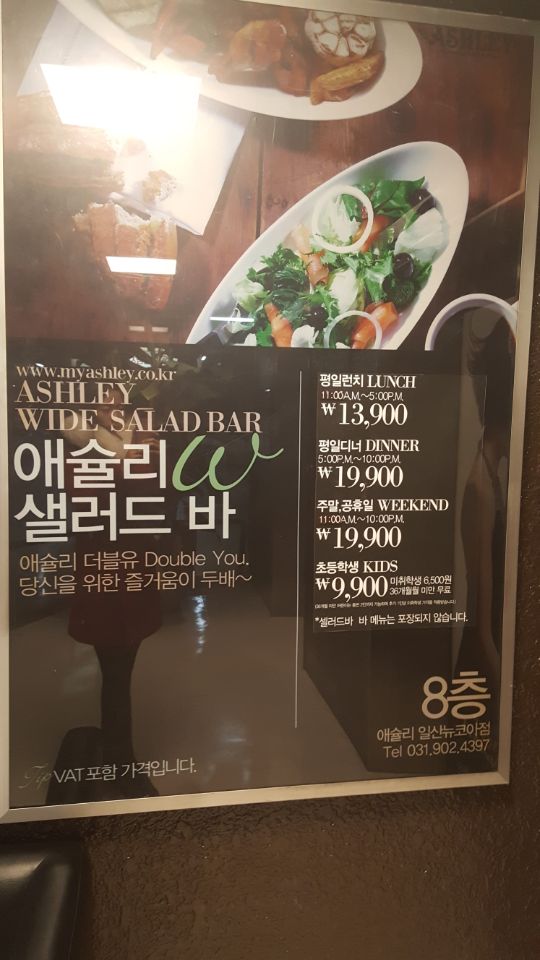 ASHLEY
www.myashley.co.kr
ASHLEY
WIDE SALAD BAR
애슐리 W
샐러드 바
애슐리 더블유 Double You.
당신을 위한 즐거움이 두배~
평일런치 LUNCH
11:00A.M.~5:00P.M.
₩13,900
평일디너 DINNER
5:00P.M.~10:00P.M.
₩19,900
주말,공휴일 WEEKEND
11:00A.M.~10:00P.M.
₩19,900
초등학생 KIDS
₩9,900 미취학생 6,500원
36개월 미만 무료
*샐러드바 바 메뉴는 포장되지 않습니다.
8층
애슐리 일산뉴코아점
Tel 031.902.4397
Tip VAT포함 가격입니다.